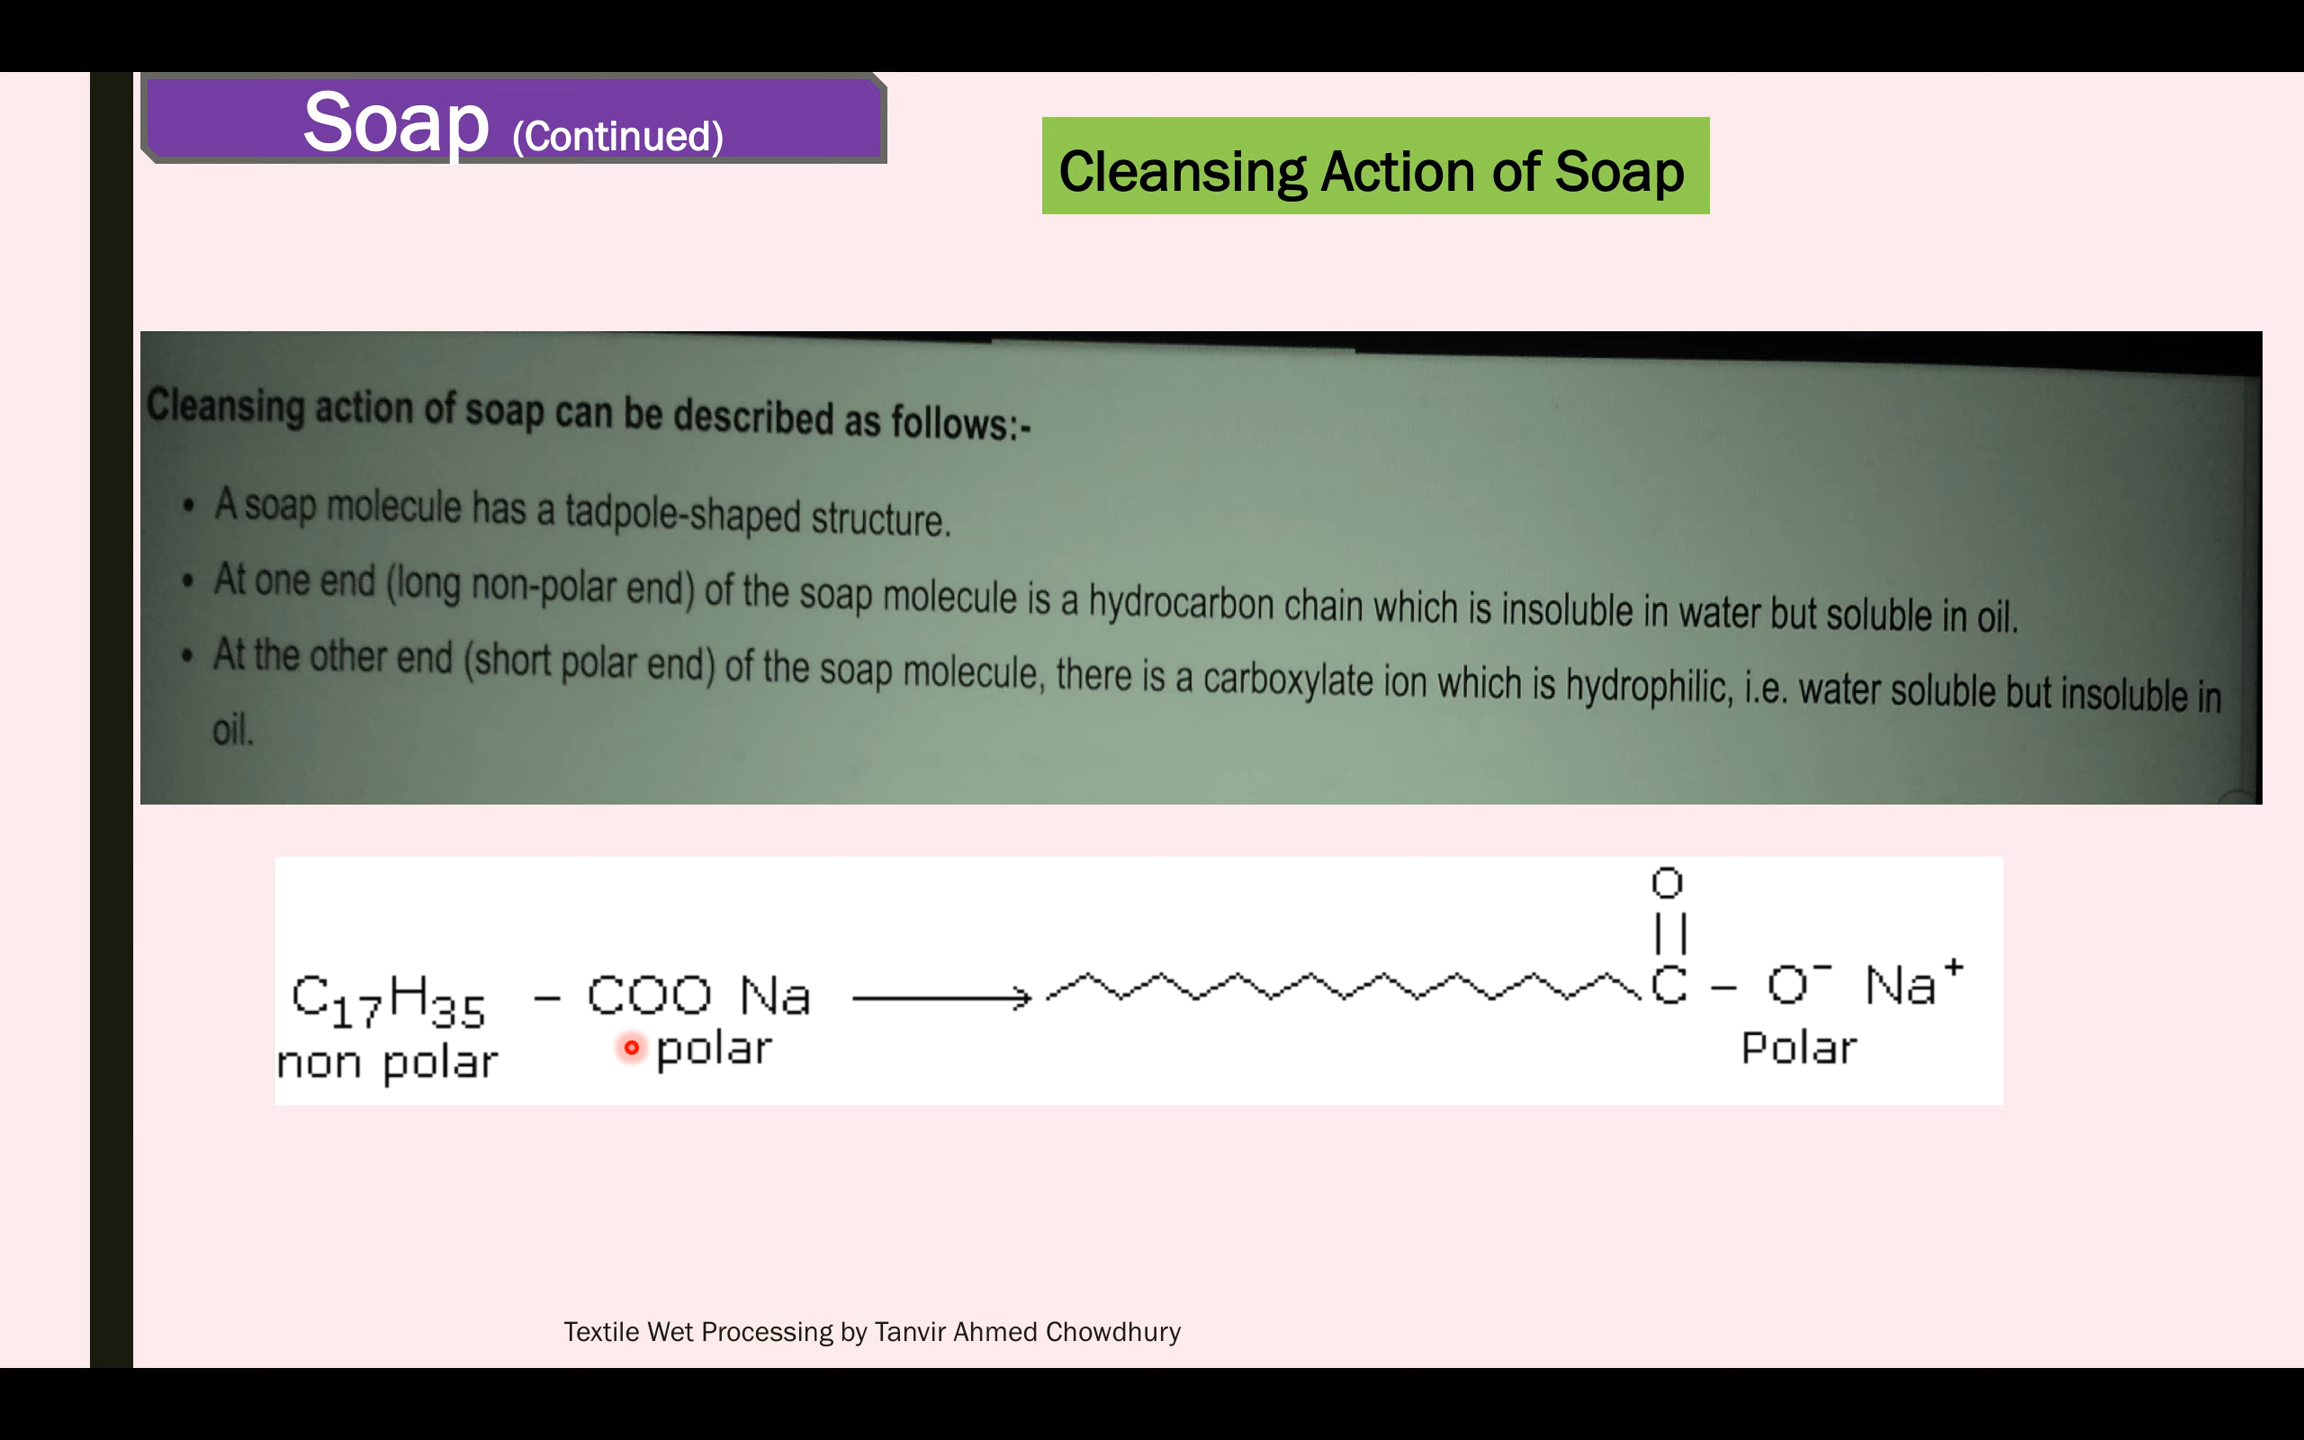 Soap (Continued)
Cleansing Action of Soap
Cleansing action of soap can be described as follows:-
• A soap molecule has a tadpole-shaped structure.
• At one end (long non-polar end) of the soap molecule is a hydrocarbon chain which is insoluble in water but soluble in oil.
• At the other end (short polar end) of the soap molecule, there is a carboxylate ion which is hydrophilic, i.e. water soluble but insoluble in
oil.
O
||
C₁₇H₃₅ – COO Na ⟶ C – O⁻ Na⁺
non polar polar Polar
Textile Wet Processing by Tanvir Ahmed Chowdhury